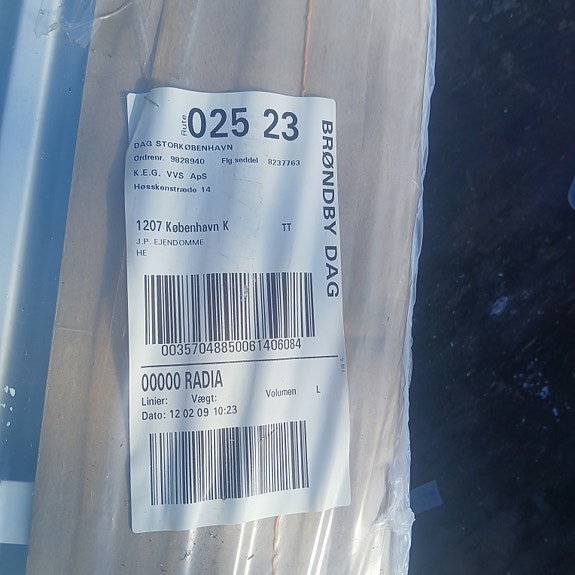 Rute 025 23
DAG STORKØBENHAVN
Ordrenr. 9828940 Flg.seddel 8237763
K.E.G. VVS ApS
Høsskenstræde 14
1207 København K TT
J.P. EJENDOMME
HE
BRØNDBY DAG
00357048850061406084
00000 RADIA
Linier: Vægt: Volumen L
Dato: 12 02 09 10:23